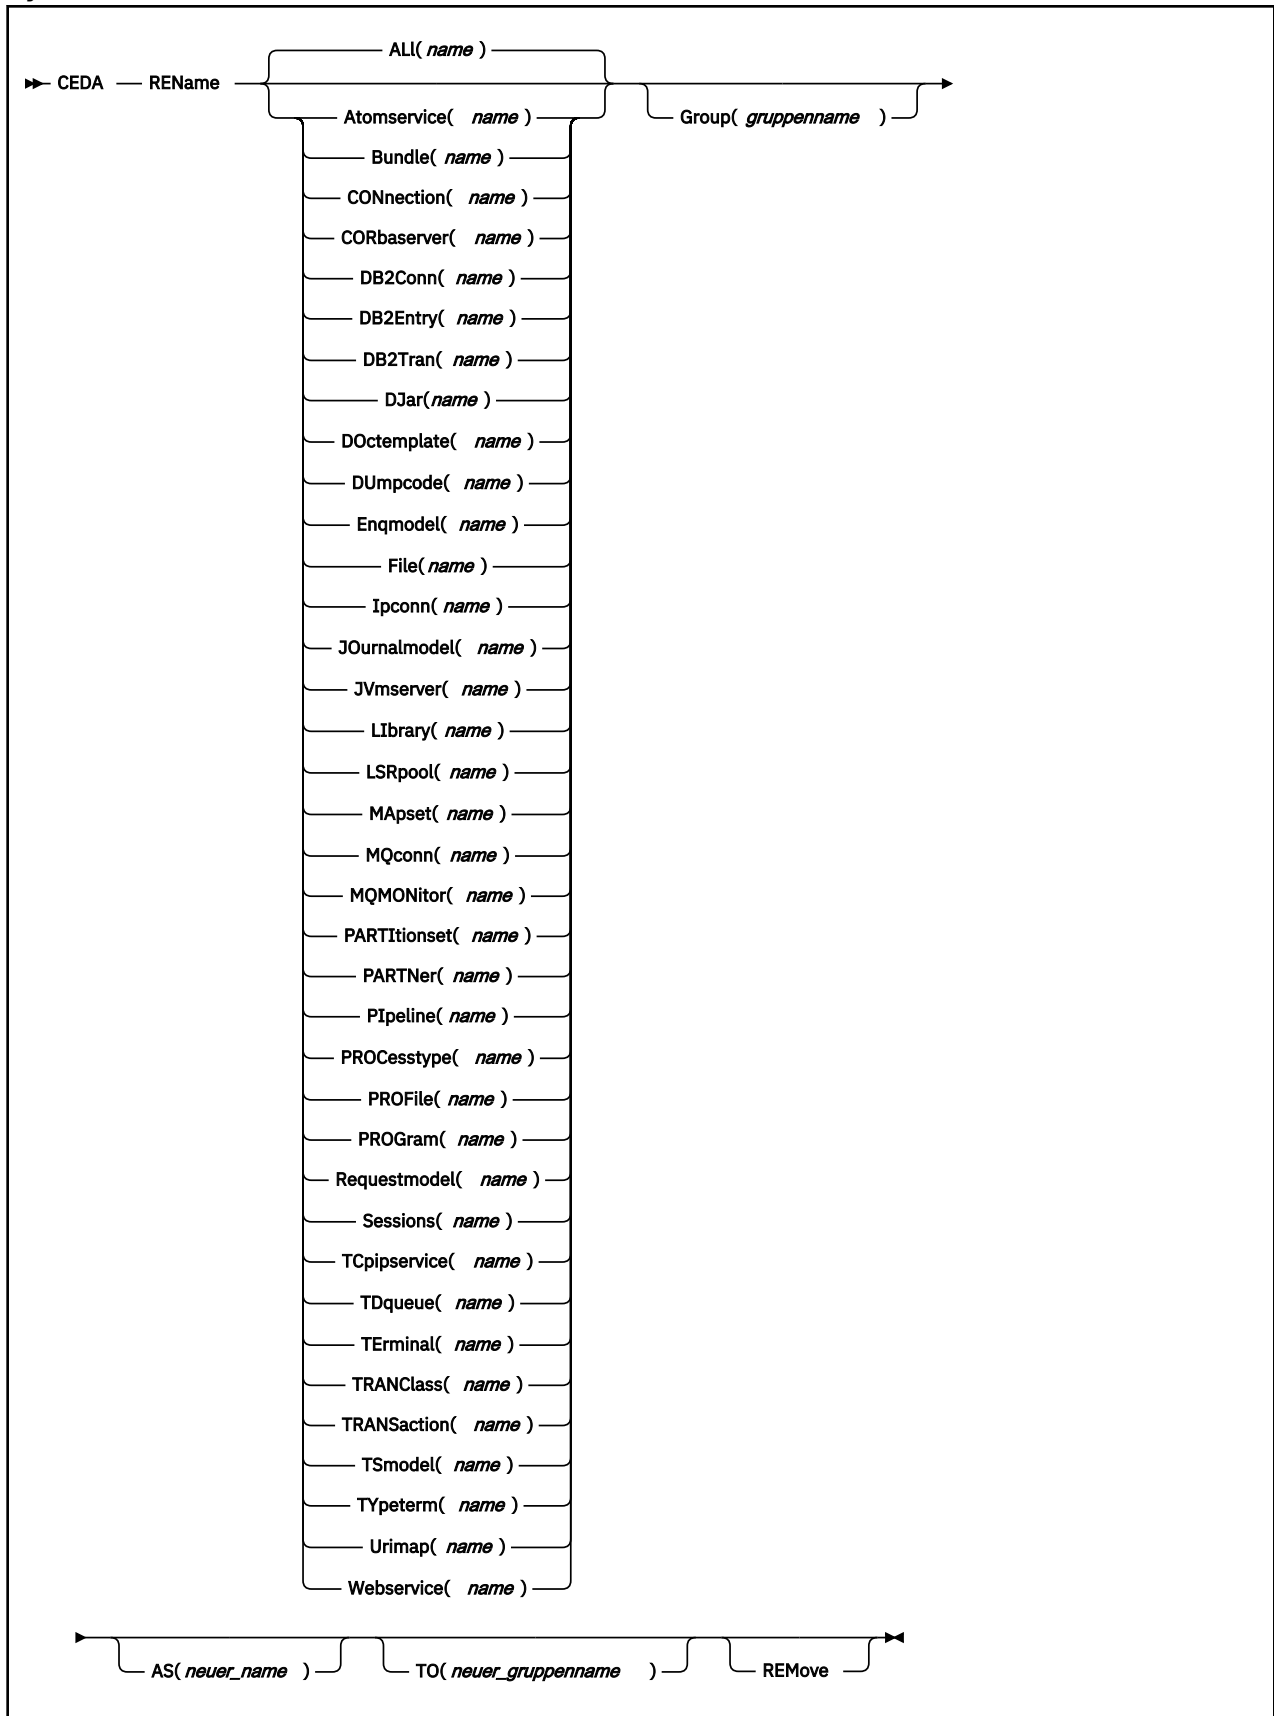 ALl( name )
CEDA REName
Atomservice( name ) Group( gruppenname )
Bundle( name )
CONnection( name )
CORbaserver( name )
DB2Conn( name )
DB2Entry( name )
DB2Tran( name )
DJar(name )
DOctemplate( name )
DUmpcode( name )
Enqmodel( name )
File(name )
Ipconn( name )
JOurnalmodel( name )
JVmserver( name )
LIbrary( name )
LSRpool( name )
MApset( name )
MQconn( name )
MQMONitor( name )
PARTItionset( name )
PARTNer( name )
PIpeline( name )
PROCesstype( name )
PROFile( name )
PROGram( name )
Requestmodel( name )
Sessions( name )
TCpipservice( name )
TDqueue( name )
TErminal( name )
TRANClass( name )
TRANSaction( name )
TSmodel( name )
TYpeterm( name )
Urimap( name )
Webservice( name )
AS( neuer_name ) TO( neuer_gruppenname ) REMove